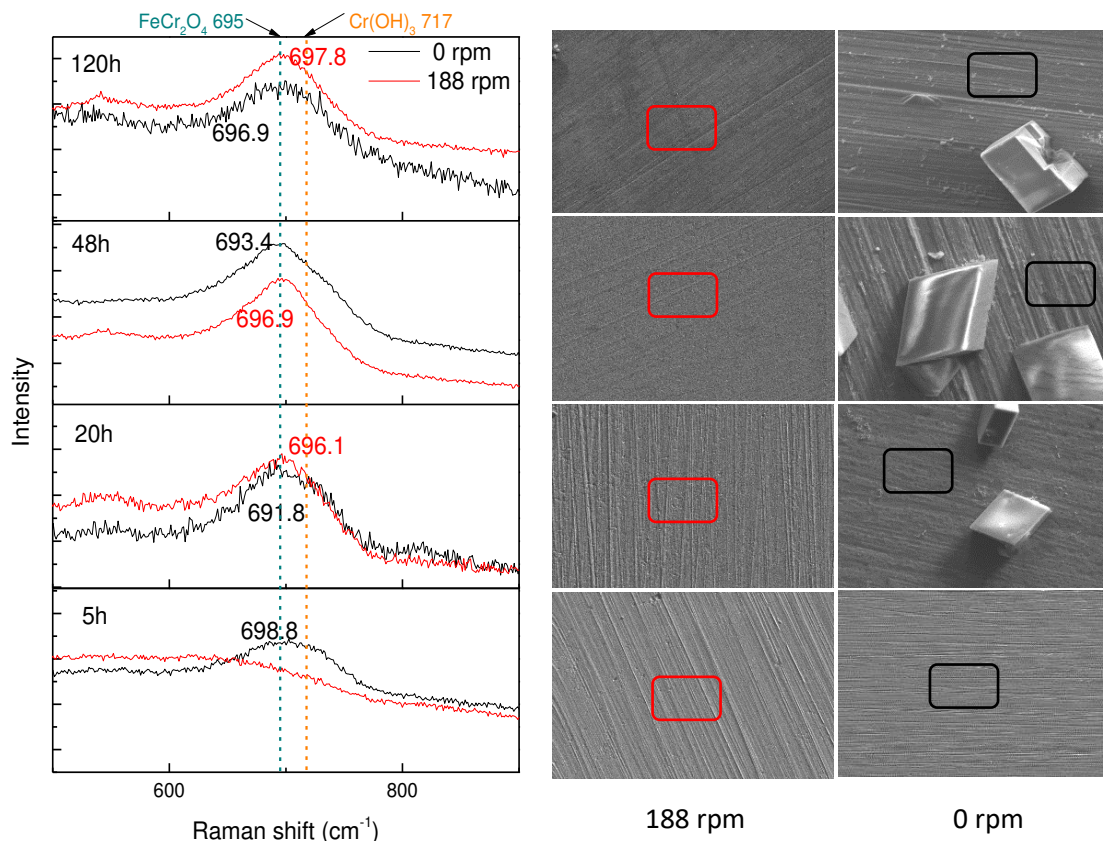 FeCr₂O₄ 695
Cr(OH)₃ 717
120h
697.8
0 rpm
188 rpm
696.9
48h
693.4
696.9
20h
696.1
691.8
5h
698.8
Intensity
600
800
Raman shift (cm⁻¹)
188 rpm
0 rpm